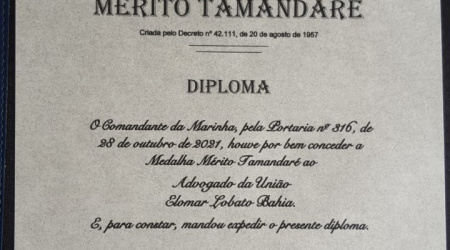 MÉRITO TAMANDARÉ
Criada pelo Decreto nº 42.111, de 20 de agosto de 1957
DIPLOMA
O Comandante da Marinha, pela Portaria nº 316, de
28 de outubro de 2021, houve por bem conceder a
Medalha Mérito Tamandaré ao
Advogado da União
Elomar Lobato Bahia.
E, para constar, mandou expedir o presente diploma.